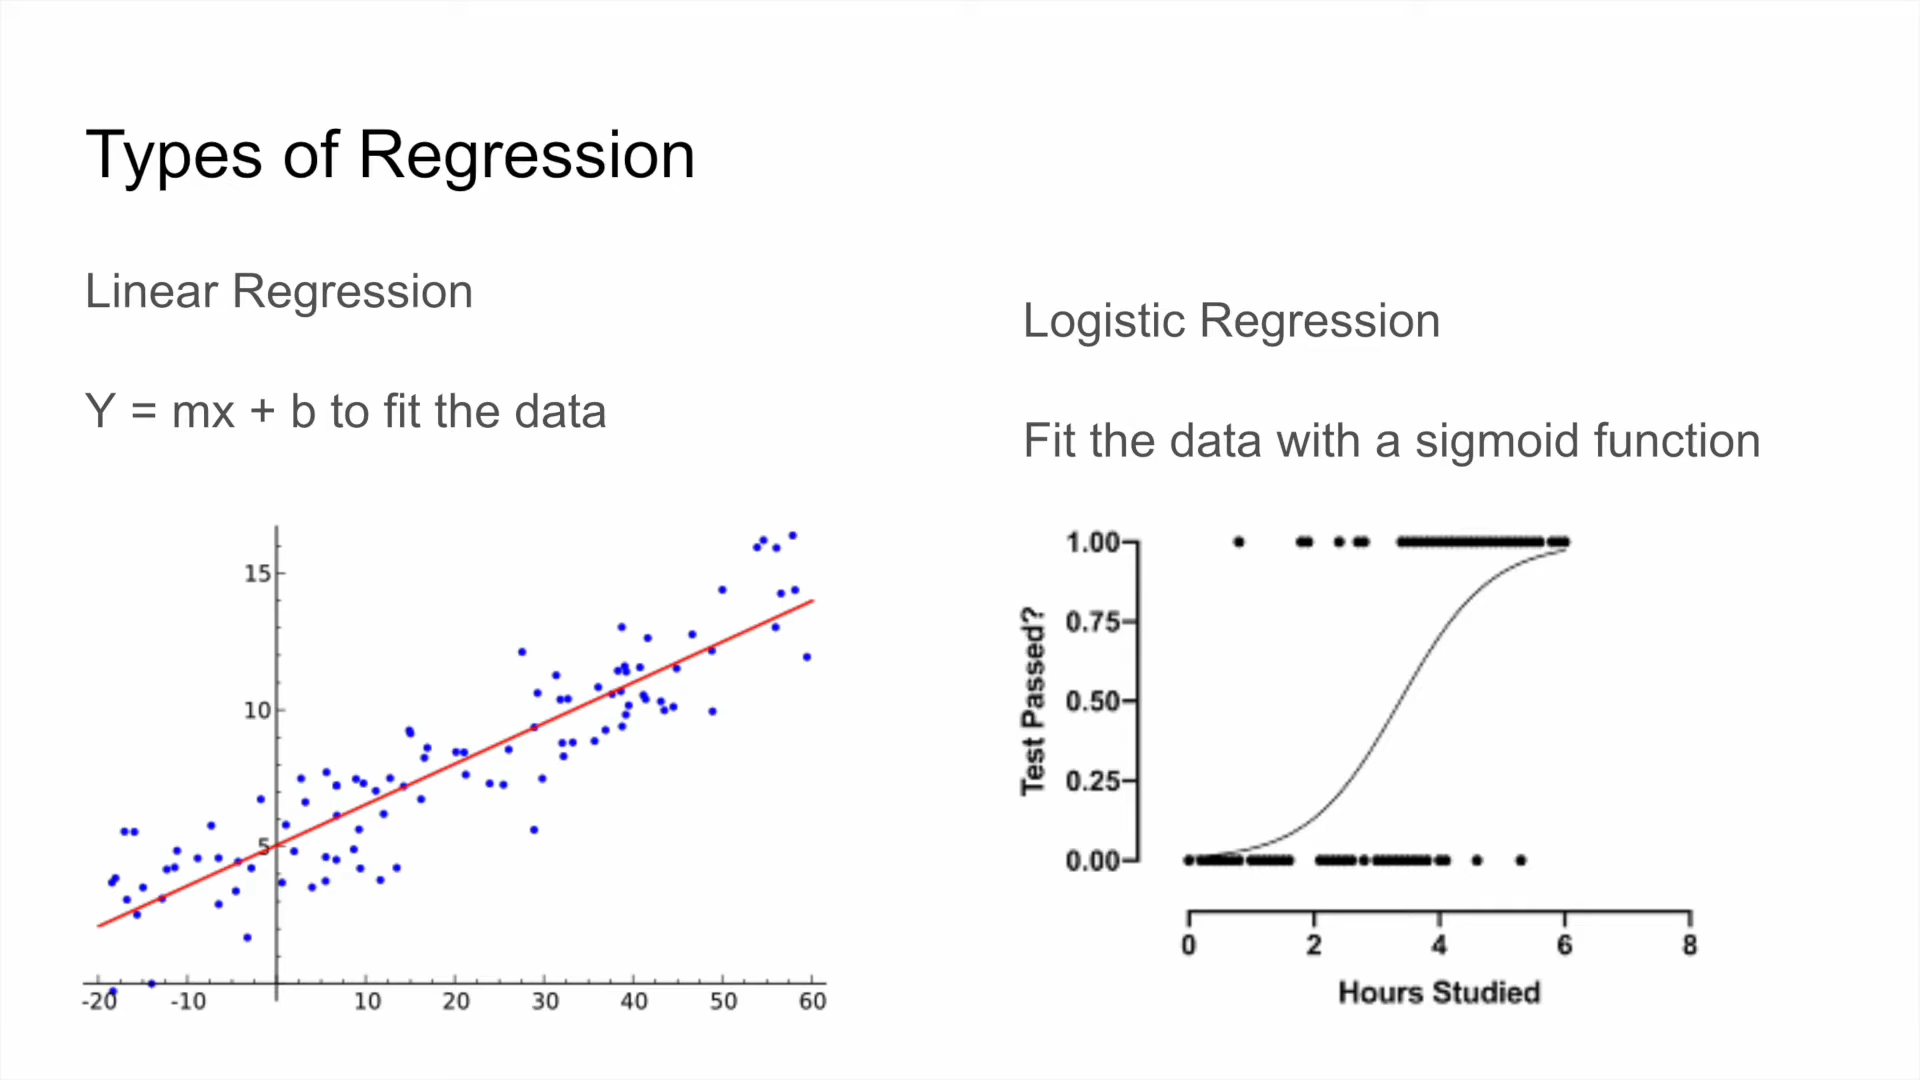 Types of Regression
Linear Regression
Y = mx + b to fit the data
15
10
5
-20 -10 10 20 30 40 50 60
Logistic Regression
Fit the data with a sigmoid function
Test Passed?
1.00
0.75
0.50
0.25
0.00
0 2 4 6 8
Hours Studied